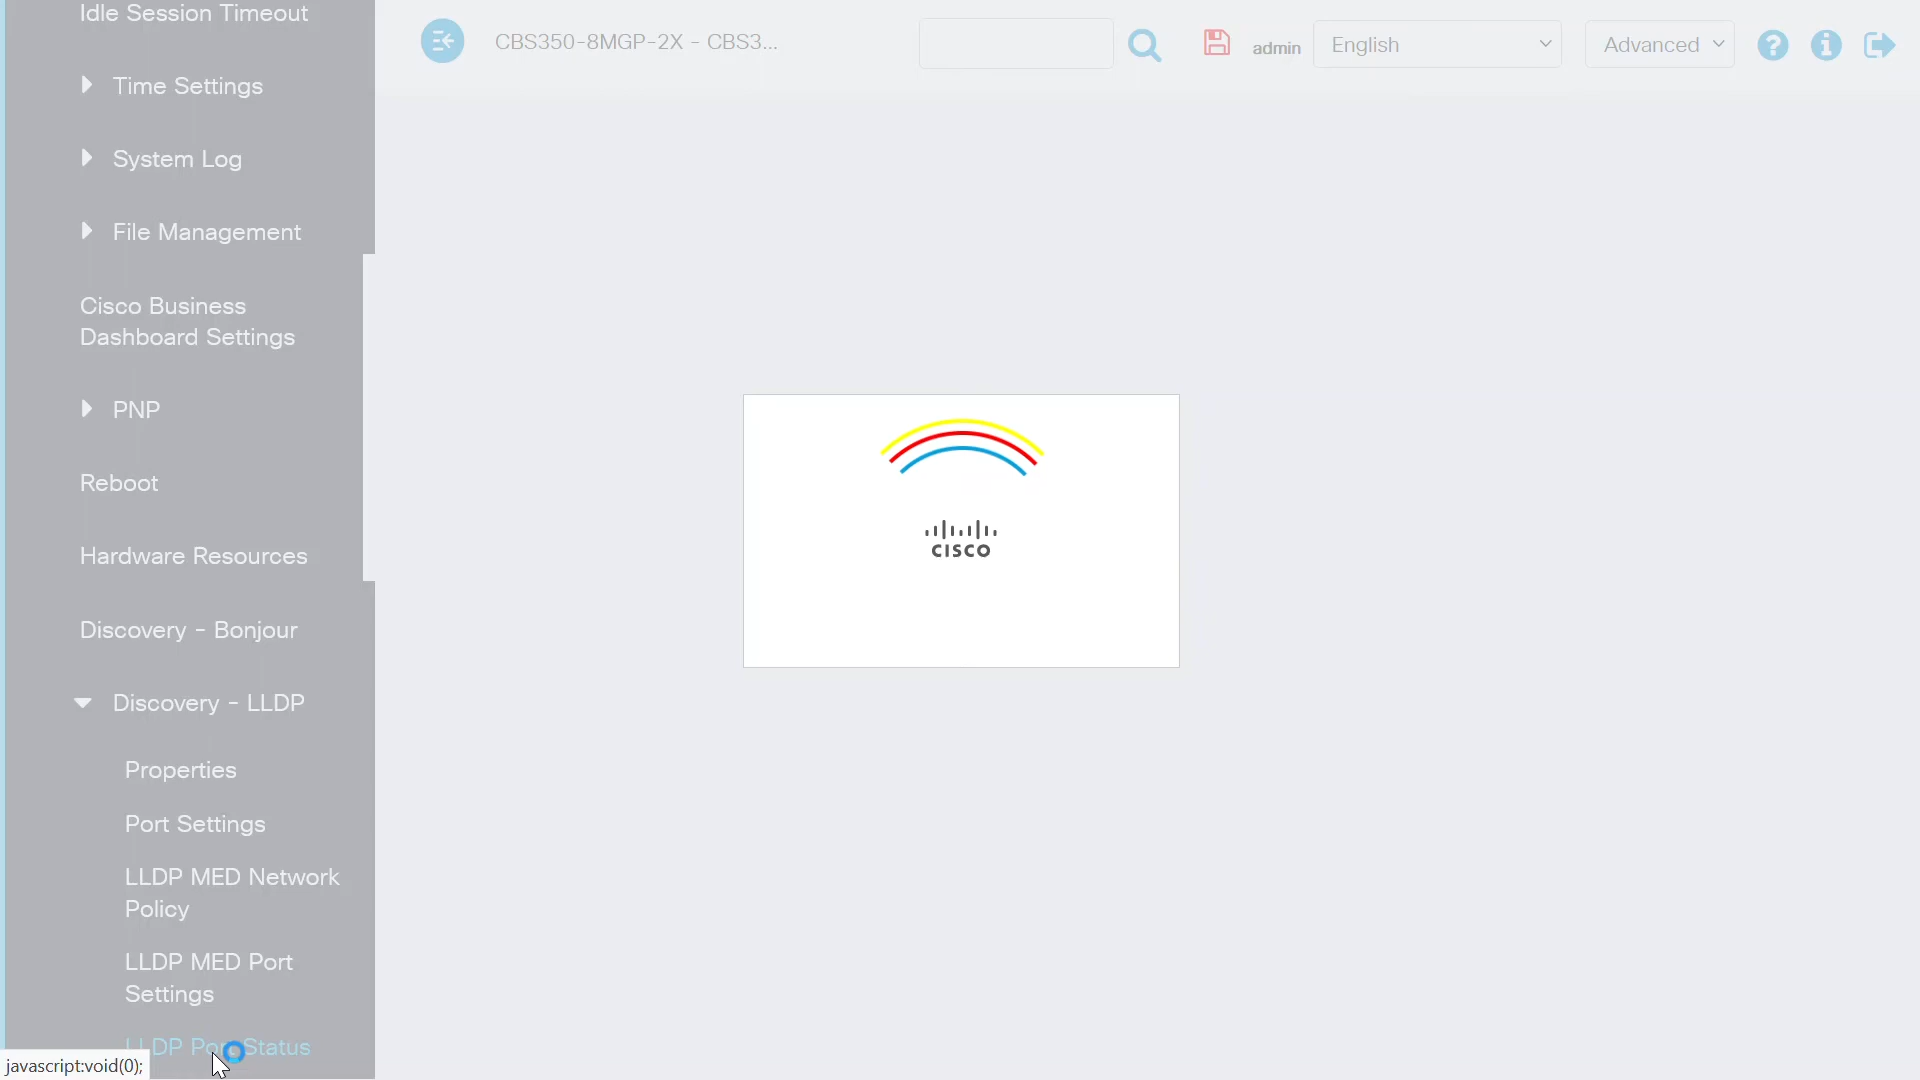 Idle Session Timeout
CBS350-8MGP-2X - CBS3...
admin
English
Advanced
Time Settings
System Log
File Management
Cisco Business
Dashboard Settings
PNP
Reboot
Hardware Resources
CISCO
Discovery - Bonjour
Discovery - LLDP
Properties
Port Settings
LLDP MED Network
Policy
LLDP MED Port
Settings
LLDP Port Status
javascript:void(0);